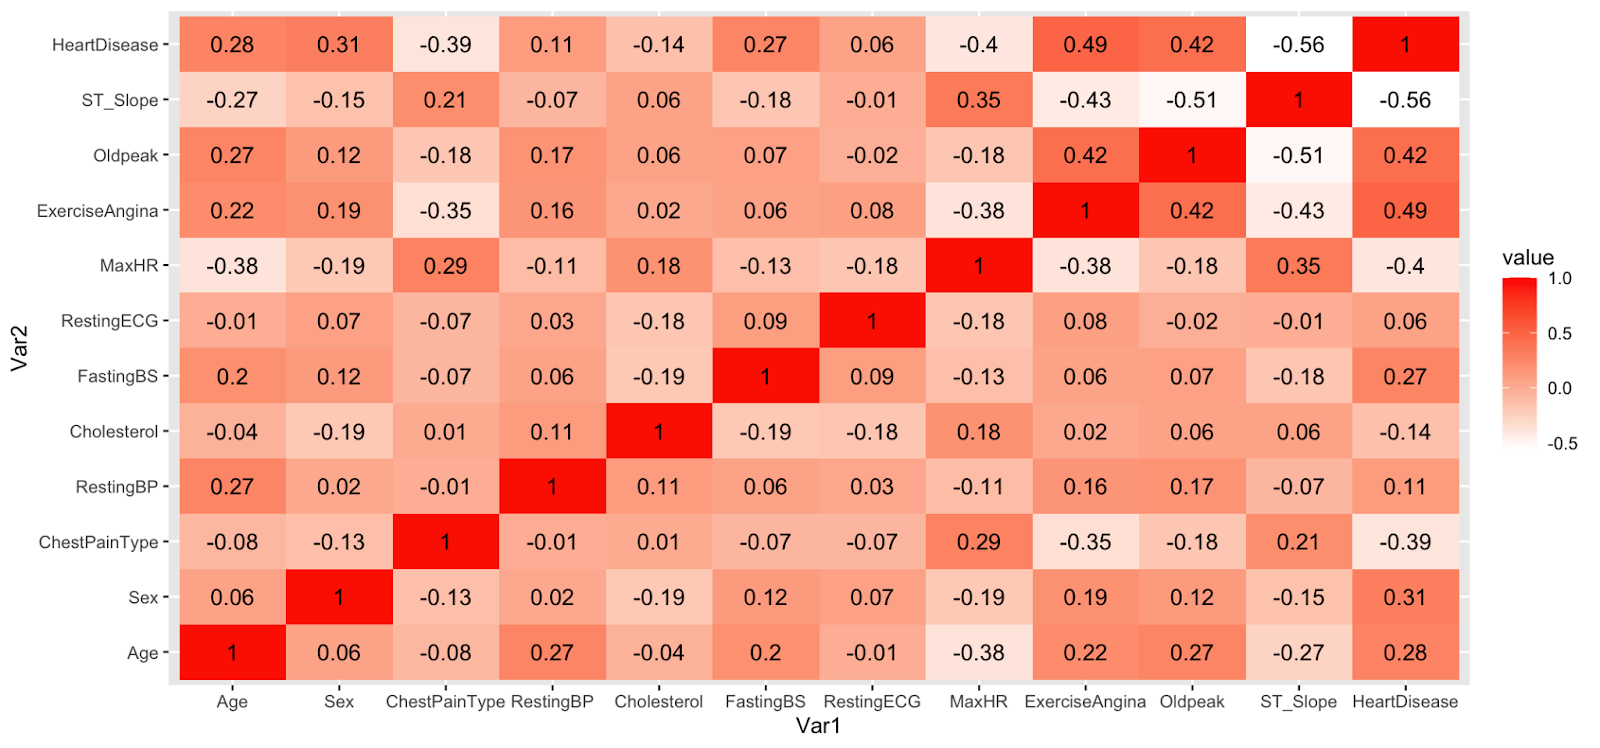 HeartDisease 0.28 0.31 -0.39 0.11 -0.14 0.27 0.06 -0.4 0.49 0.42 -0.56 1
ST_Slope -0.27 -0.15 0.21 -0.07 0.06 -0.18 -0.01 0.35 -0.43 -0.51 1 -0.56
Oldpeak 0.27 0.12 -0.18 0.17 0.06 0.07 -0.02 -0.18 0.42 1 -0.51 0.42
ExerciseAngina 0.22 0.19 -0.35 0.16 0.02 0.06 0.08 -0.38 1 0.42 -0.43 0.49
MaxHR -0.38 -0.19 0.29 -0.11 0.18 -0.13 -0.18 1 -0.38 -0.18 0.35 -0.4
RestingECG -0.01 0.07 -0.07 0.03 -0.18 0.09 1 -0.18 0.08 -0.02 -0.01 0.06
FastingBS 0.2 0.12 -0.07 0.06 -0.19 1 0.09 -0.13 0.06 0.07 -0.18 0.27
Cholesterol -0.04 -0.19 0.01 0.11 1 -0.19 -0.18 0.18 0.02 0.06 0.06 -0.14
RestingBP 0.27 0.02 -0.01 1 0.11 0.06 0.03 -0.11 0.16 0.17 -0.07 0.11
ChestPainType -0.08 -0.13 1 -0.01 0.01 -0.07 -0.07 0.29 -0.35 -0.18 0.21 -0.39
Sex 0.06 1 -0.13 0.02 -0.19 0.12 0.07 -0.19 0.19 0.12 -0.15 0.31
Age 1 0.06 -0.08 0.27 -0.04 0.2 -0.01 -0.38 0.22 0.27 -0.27 0.28
Age Sex ChestPainType RestingBP Cholesterol FastingBS RestingECG MaxHR ExerciseAngina Oldpeak ST_Slope HeartDisease
Var1
Var2
value
1.0
0.5
0.0
-0.5